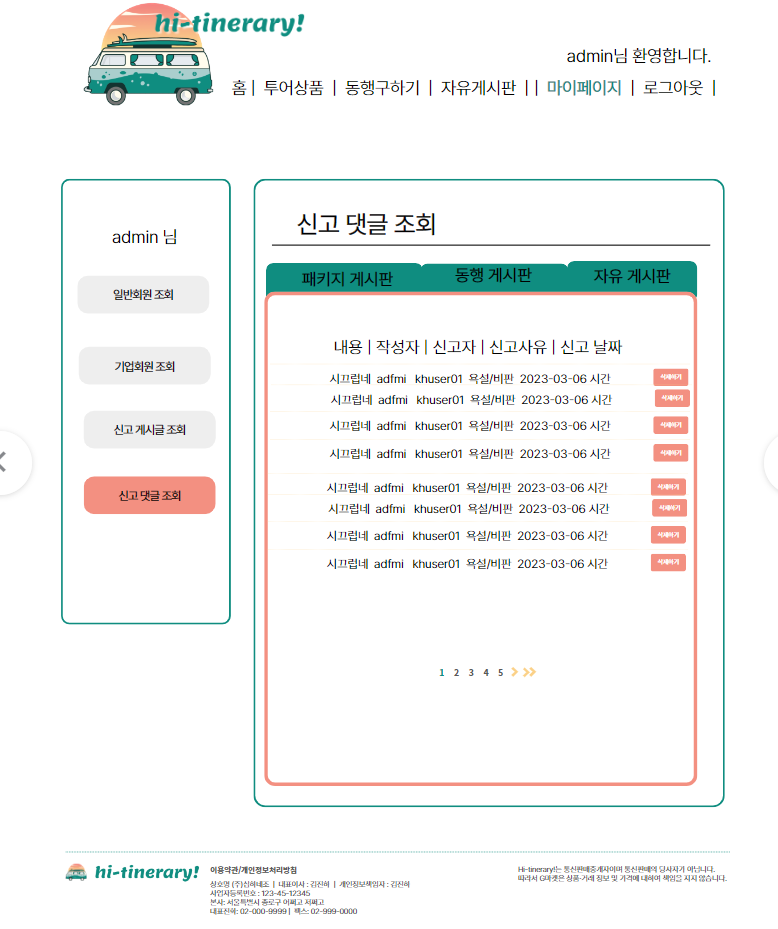 hi-tinerary!
admin님 환영합니다.
홈 | 투어상품 | 동행구하기 | 자유게시판 | | 마이페이지 | 로그아웃 |
admin 님
일반회원 조회
기업회원 조회
신고 게시글 조회
신고 댓글 조회
신고 댓글 조회
패키지 게시판 동행 게시판 자유 게시판
내용 | 작성자 | 신고자 | 신고사유 | 신고 날짜
시끄럽네 adfmi khuser01 욕설/비판 2023-03-06 시간 삭제하기
시끄럽네 adfmi khuser01 욕설/비판 2023-03-06 시간 삭제하기
시끄럽네 adfmi khuser01 욕설/비판 2023-03-06 시간 삭제하기
시끄럽네 adfmi khuser01 욕설/비판 2023-03-06 시간 삭제하기
시끄럽네 adfmi khuser01 욕설/비판 2023-03-06 시간 삭제하기
시끄럽네 adfmi khuser01 욕설/비판 2023-03-06 시간 삭제하기
시끄럽네 adfmi khuser01 욕설/비판 2023-03-06 시간 삭제하기
시끄럽네 adfmi khuser01 욕설/비판 2023-03-06 시간 삭제하기
1 2 3 4 5
hi-tinerary!
이용약관/개인정보처리방침
상호명 (주)십히네조 | 대표이사 : 김진히 | 개인정보책임자 : 김진히
사업자등록번호 : 123-45-12345
본사: 서울특별시 종로구 어쩌고 저쩌고
대표전화: 02-000-9999 | 팩스: 02-999-0000
Hi-tinerary!는 통신판매중개자이며 통신판매의 당사자가 아닙니다.
따라서 G마켓은 상품·거래 정보 및 가격에 대하여 책임을 지지 않습니다.